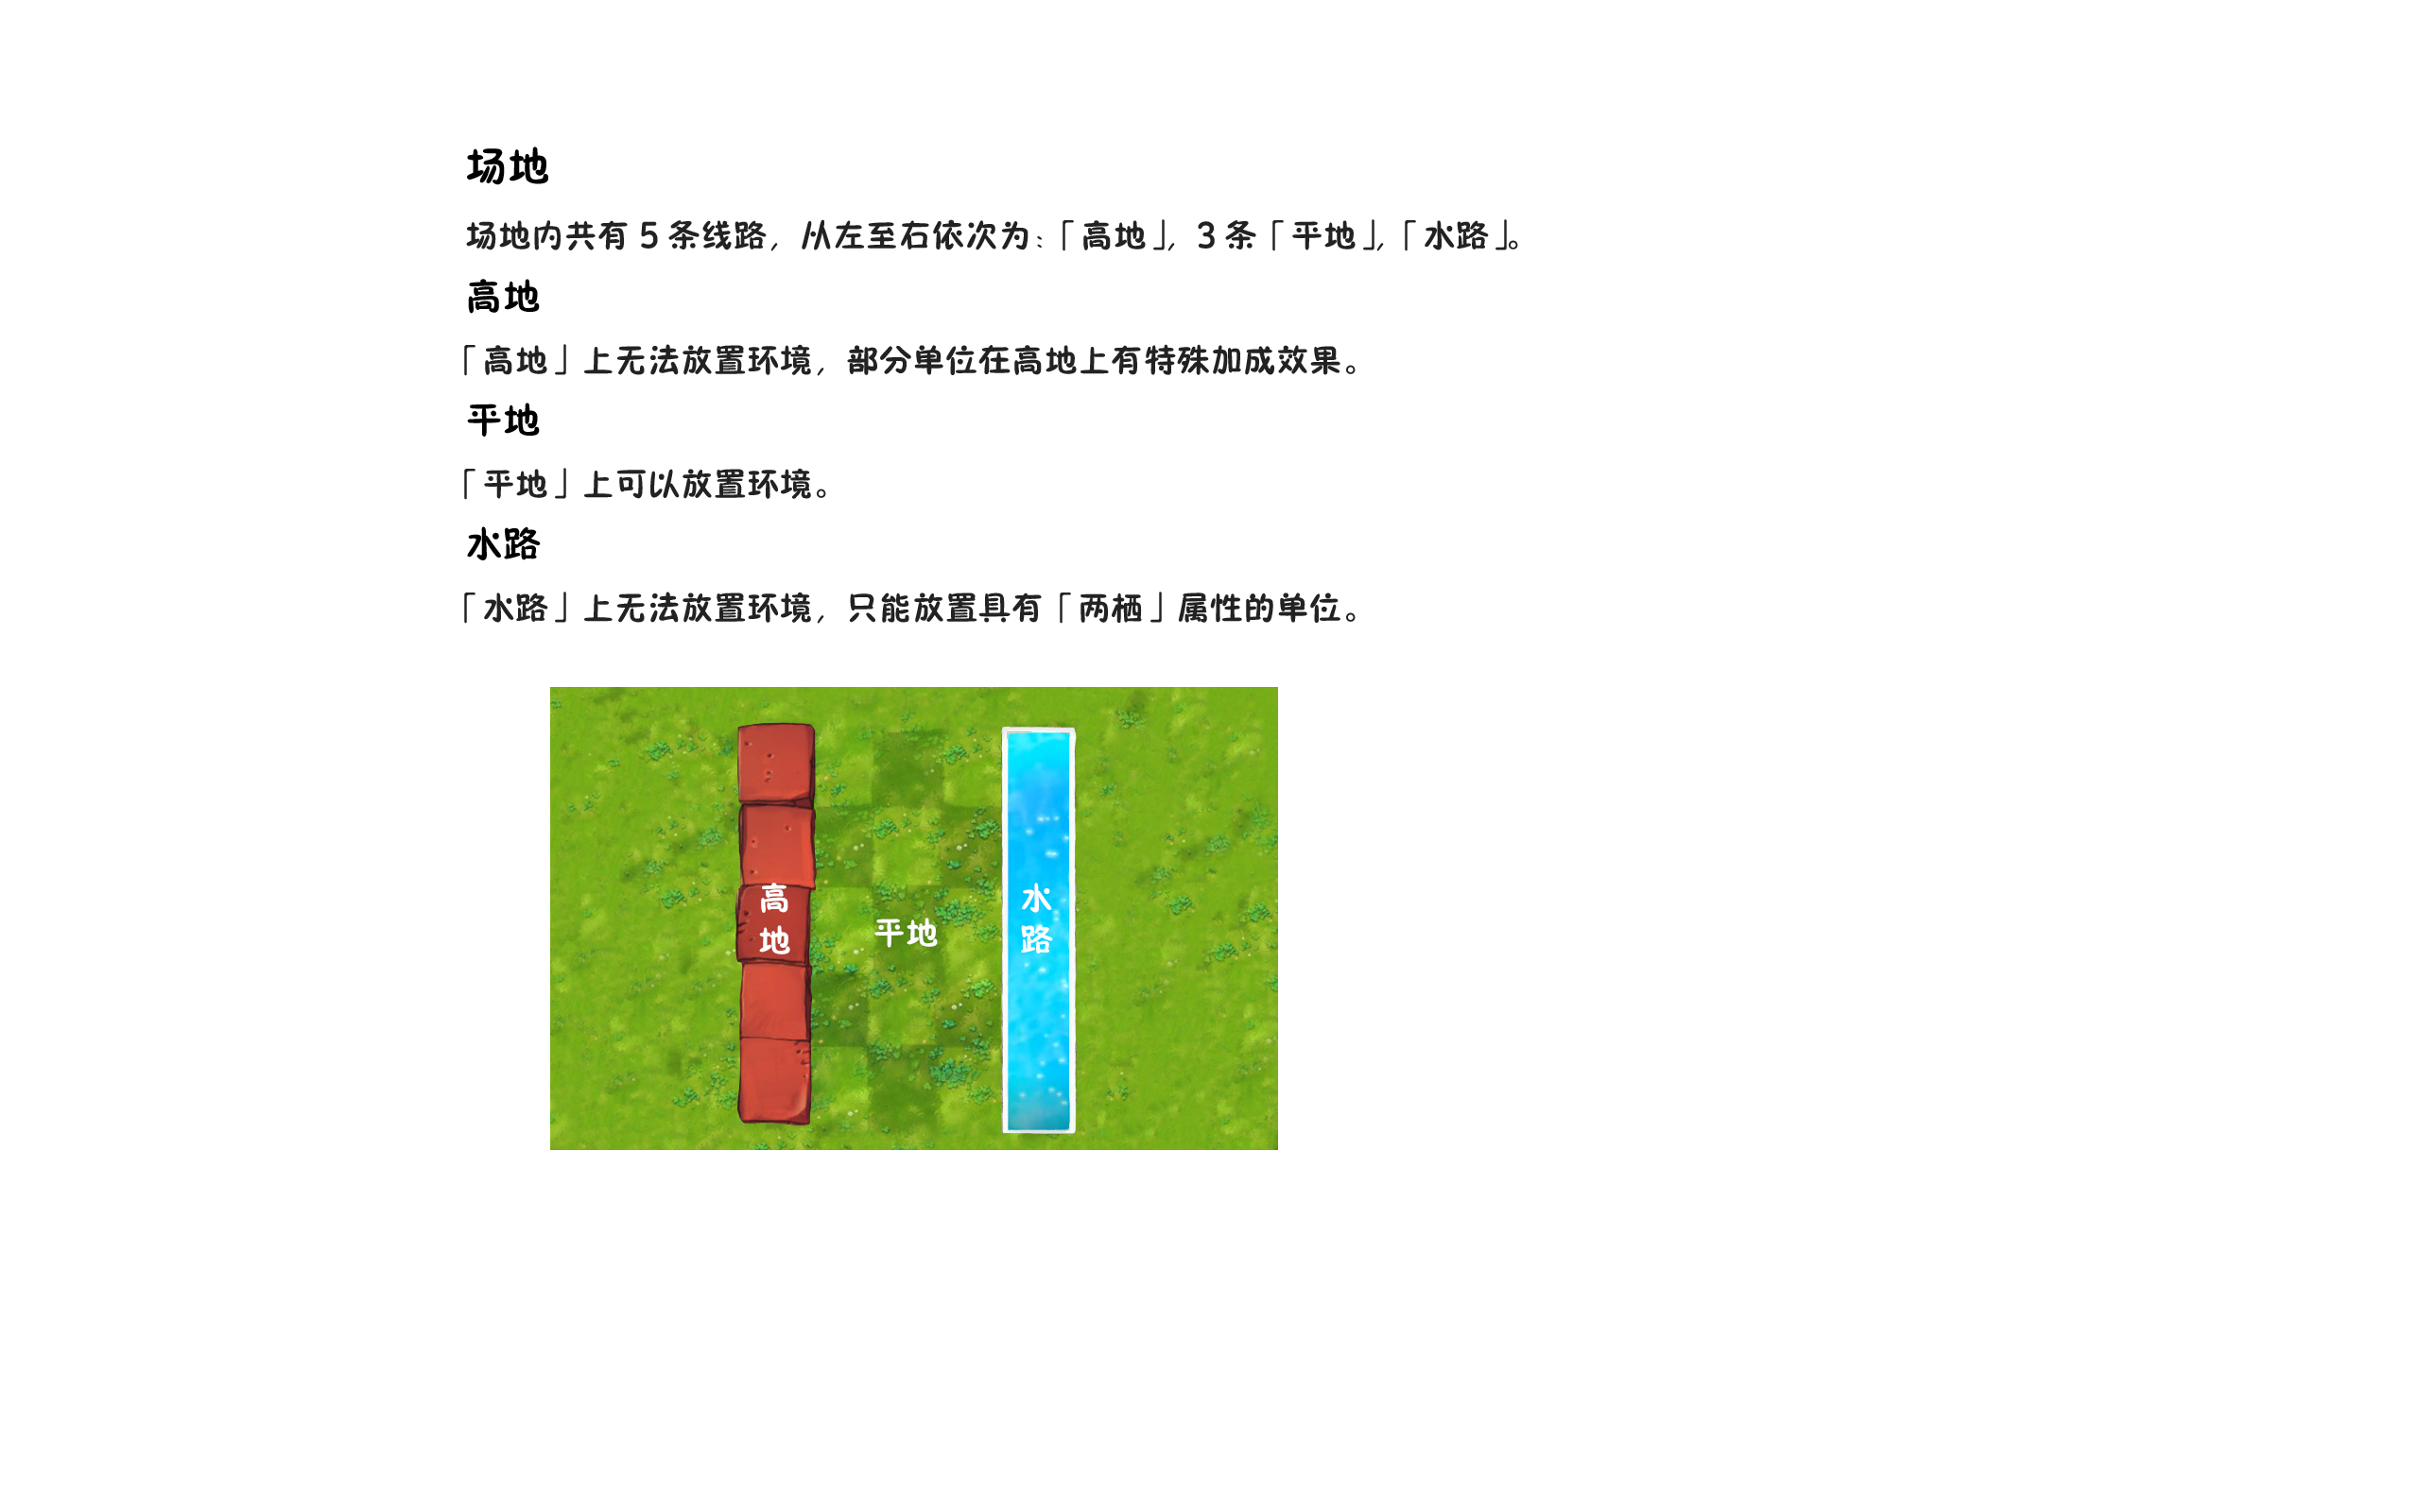 场地
场地内共有 5 条线路，从左至右依次为：「高地」，3 条「平地」，「水路」。
高地
「高地」上无法放置环境，部分单位在高地上有特殊加成效果。
平地
「平地」上可以放置环境。
水路
「水路」上无法放置环境，只能放置具有「两栖」属性的单位。
高地
平地
水路